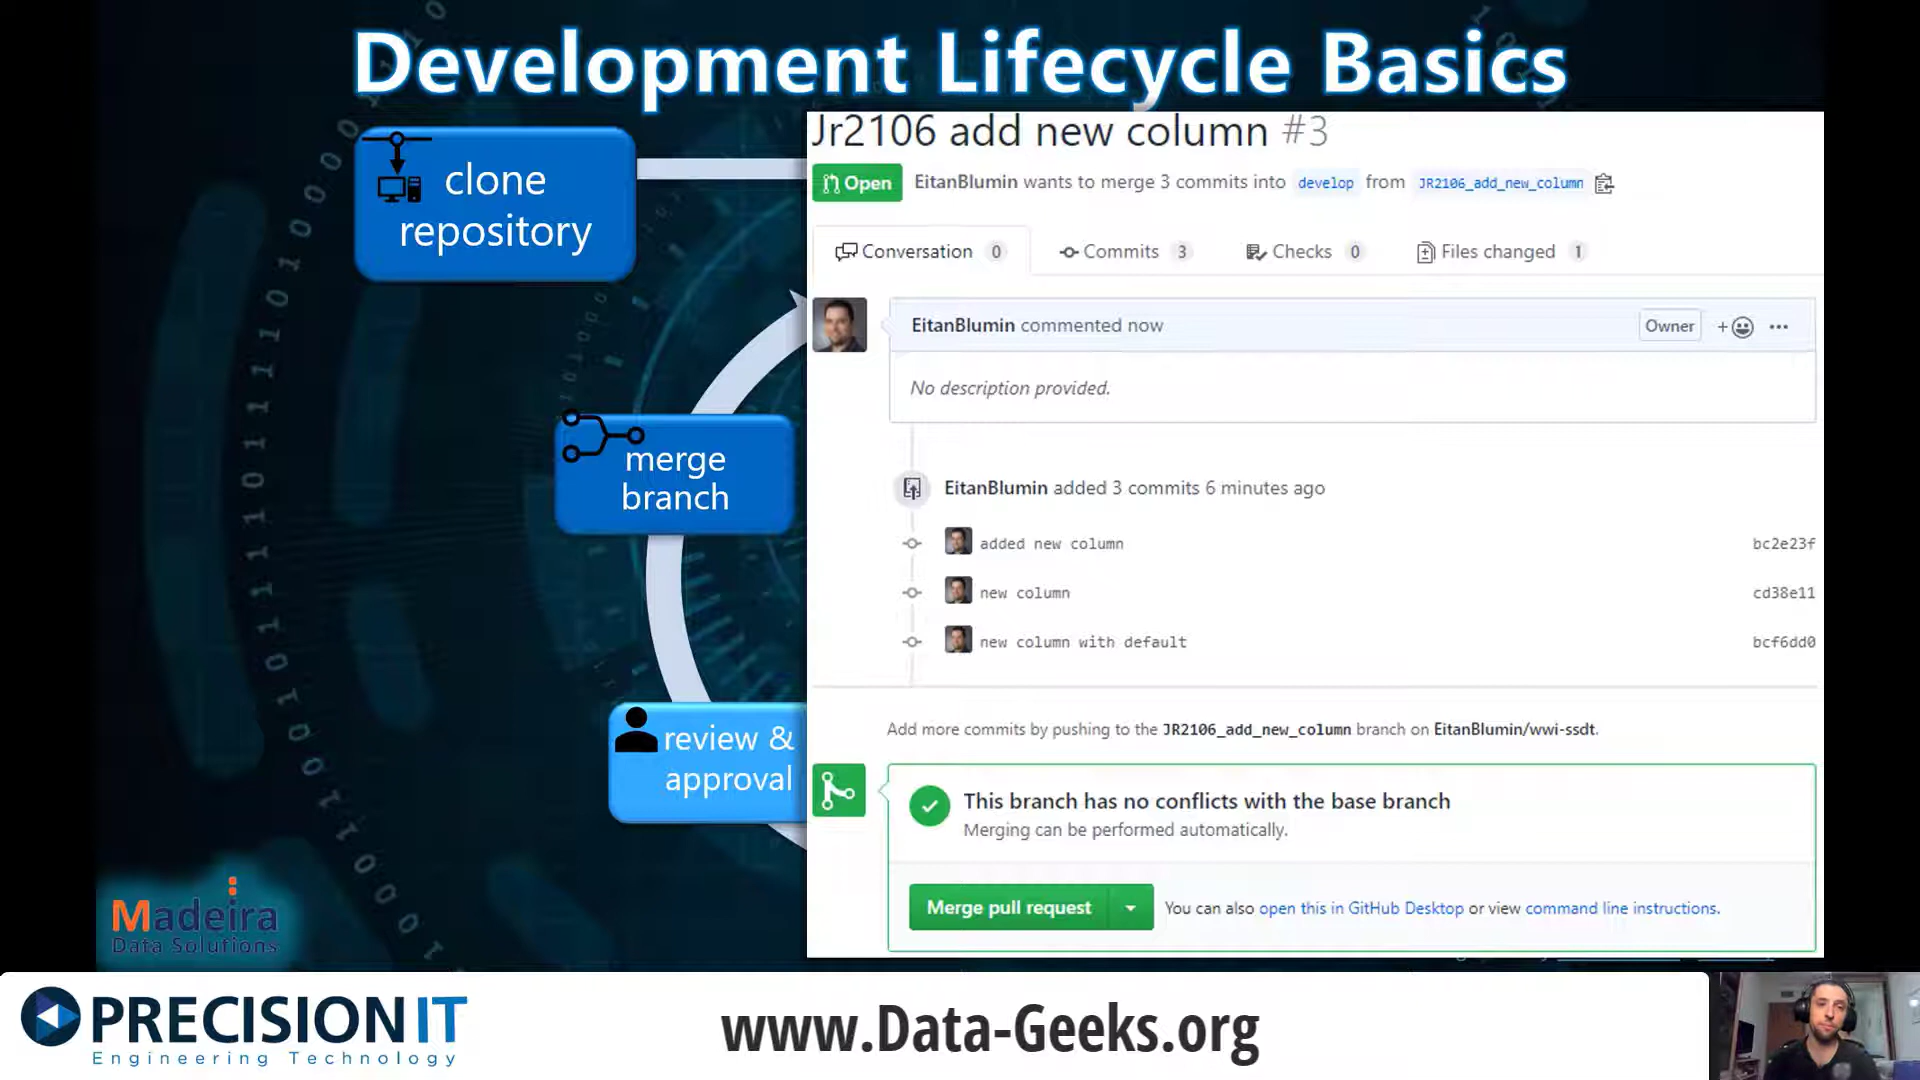 Development Lifecycle Basics
clone
repository
merge
branch
review &
approval
Jr2106 add new column #3
Open
EitanBlumin wants to merge 3 commits into develop from JR2106_add_new_column
Conversation 0
Commits 3
Checks 0
Files changed 1
EitanBlumin commented now
Owner
No description provided.
EitanBlumin added 3 commits 6 minutes ago
added new column bc2e23f
new column cd38e11
new column with default bcf6dd0
Add more commits by pushing to the JR2106_add_new_column branch on EitanBlumin/wwi-ssdt.
This branch has no conflicts with the base branch
Merging can be performed automatically.
Merge pull request
You can also open this in GitHub Desktop or view command line instructions.
Madeira
Data Solutions
PRECISION IT
Engineering Technology
www.Data-Geeks.org